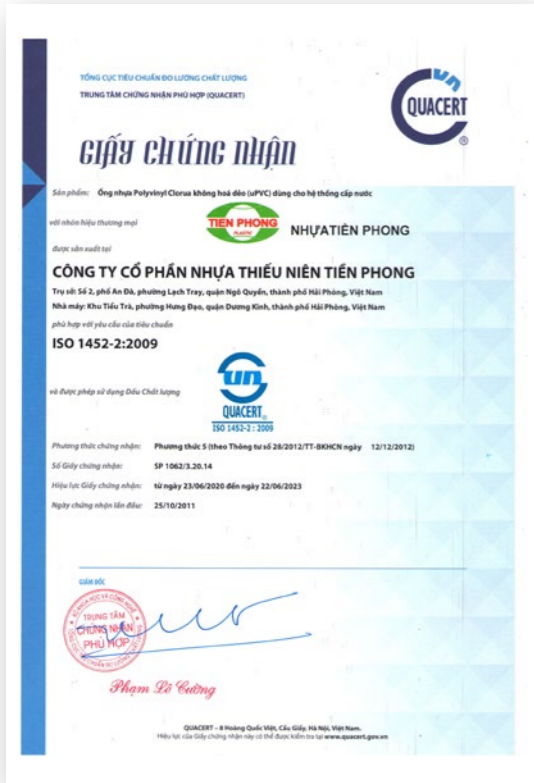 TỔNG CỤC TIÊU CHUẨN ĐO LƯỜNG CHẤT LƯỢNG
TRUNG TÂM CHỨNG NHẬN PHÙ HỢP (QUACERT)
QUACERT
®
GIẤY CHỨNG NHẬN
Sản phẩm: Ống nhựa Polyvinyl Clorua không hoá dẻo (uPVC) dùng cho hệ thống cấp nước
với nhãn hiệu thương mại
TIEN PHONG
PLASTIC
NHỰATIỀN PHONG
được sản xuất tại
CÔNG TY CỔ PHẦN NHỰA THIẾU NIÊN TIỀN PHONG
Trụ sở: Số 2, phố An Đà, phường Lạch Tray, quận Ngô Quyền, thành phố Hải Phòng, Việt Nam
Nhà máy: Khu Tiểu Trà, phường Hưng Đạo, quận Dương Kinh, thành phố Hải Phòng, Việt Nam
phù hợp với yêu cầu của tiêu chuẩn
ISO 1452-2:2009
và được phép sử dụng Dấu Chất lượng
QUACERT
ISO 1452-2 : 2009
Phương thức chứng nhận: Phương thức 5 (theo Thông tư số 28/2012/TT-BKHCN ngày 12/12/2012)
Số Giấy chứng nhận: SP 1062/3.20.14
Hiệu lực Giấy chứng nhận: từ ngày 23/06/2020 đến ngày 22/06/2023
Ngày chứng nhận lần đầu: 25/10/2011
GIÁM ĐỐC
TRUNG TÂM
CHỨNG NHẬN
PHÙ HỢP
Phạm Lê Cường
QUACERT – 8 Hoàng Quốc Việt, Cầu Giấy, Hà Nội, Việt Nam.
Hiệu lực của Giấy chứng nhận này có thể được kiểm tra tại www.quacert.gov.vn